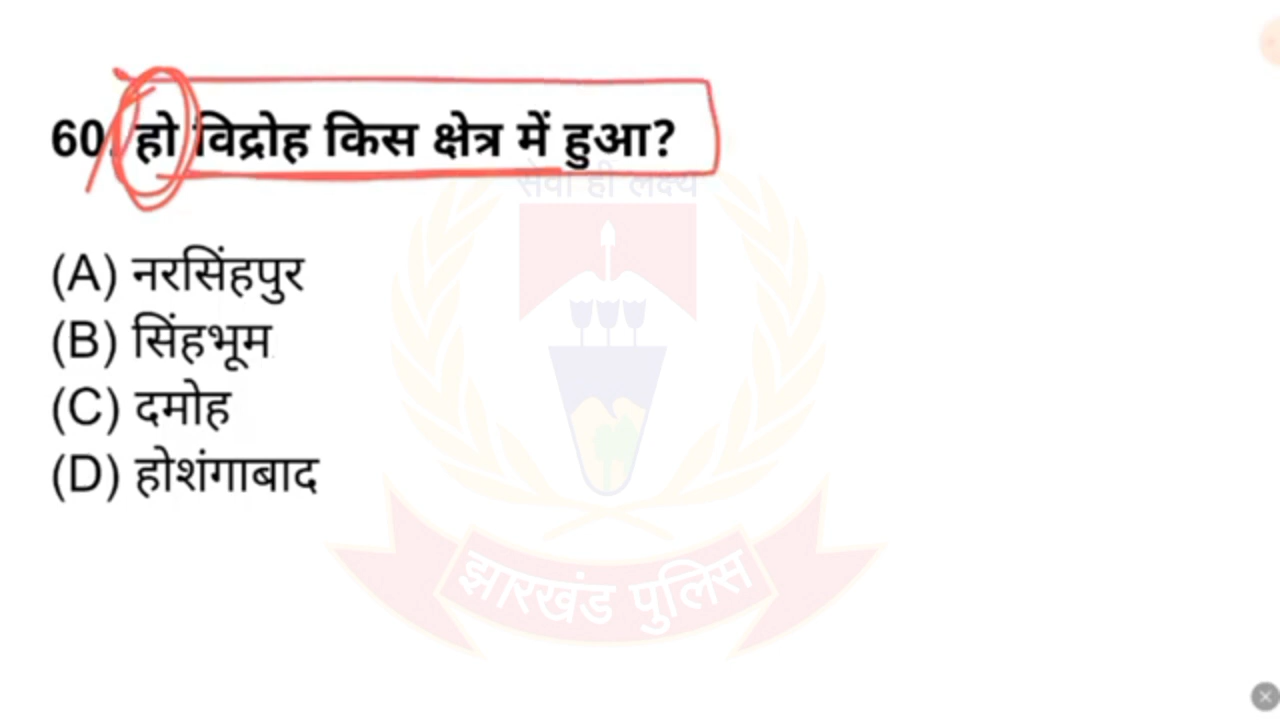 60. हो विद्रोह किस क्षेत्र में हुआ?
सेवा ही लक्ष्य
(A) नरसिंहपुर
(B) सिंहभूम
(C) दमोह
(D) होशंगाबाद
झारखंड पुलिस